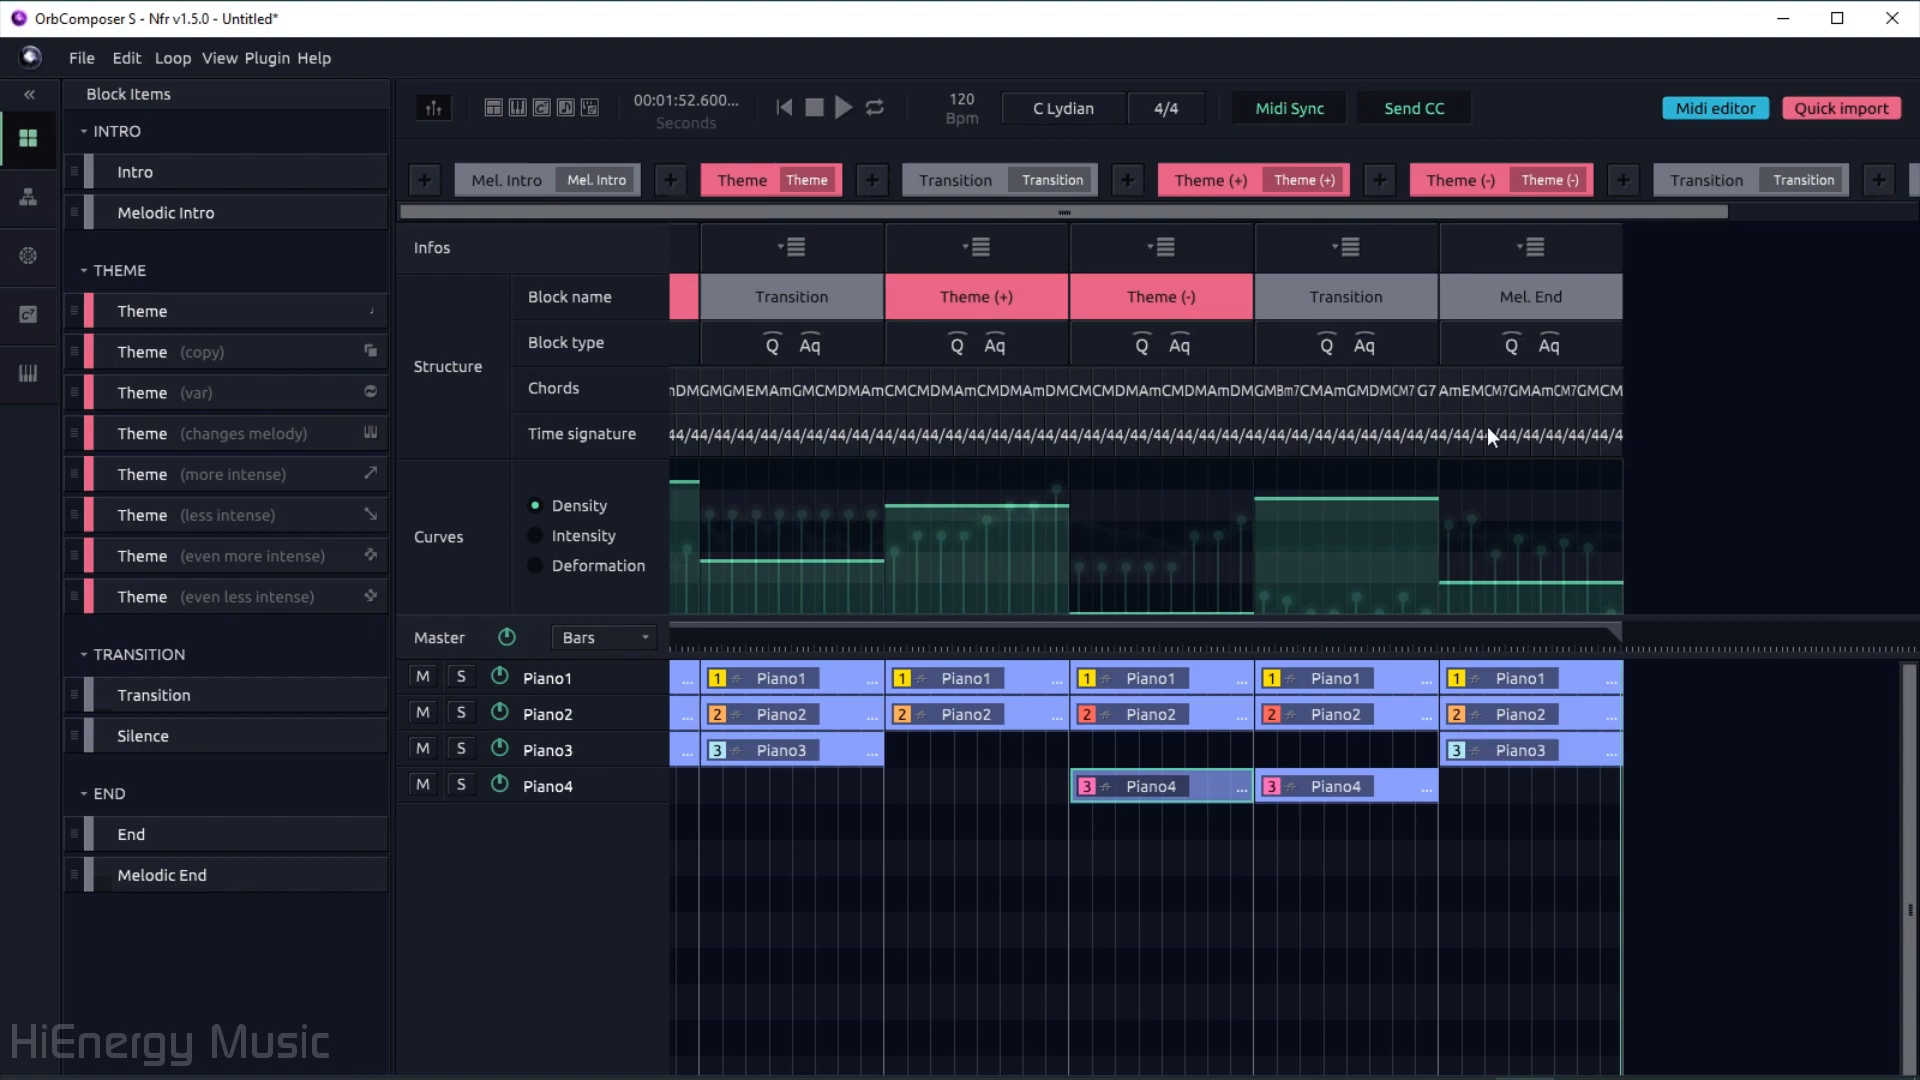 OrbComposer S - Nfr v1.5.0 - Untitled*
File Edit Loop View Plugin Help
Block Items
INTRO
Intro
Melodic Intro
THEME
Theme
Theme (copy)
Theme (var)
Theme (changes melody)
Theme (more intense)
Theme (less intense)
Theme (even more intense)
Theme (even less intense)
TRANSITION
Transition
Silence
END
End
Melodic End
00:01:52.600...
Seconds
120
Bpm
C Lydian
4/4
Midi Sync
Send CC
Midi editor
Quick import
+ Mel. Intro Mel. Intro + Theme Theme + Transition Transition + Theme (+) Theme (+) + Theme (-) Theme (-) + Transition Transition +
Infos
Structure
Block name Transition Theme (+) Theme (-) Transition Mel. End
Block type Q Aq Q Aq Q Aq Q Aq Q Aq
Chords
Time signature
Curves
Density
Intensity
Deformation
Master Bars
M S Piano1 ... 1 Piano1 ... 1 Piano1 ... 1 Piano1 ... 1 Piano1 ... 1 Piano1 ...
M S Piano2 ... 2 Piano2 ... 2 Piano2 ... 2 Piano2 ... 2 Piano2 ... 2 Piano2 ...
M S Piano3 ... 3 Piano3 ... 3 Piano3 ...
M S Piano4 3 Piano4 ... 3 Piano4 ...
HiEnergy Music